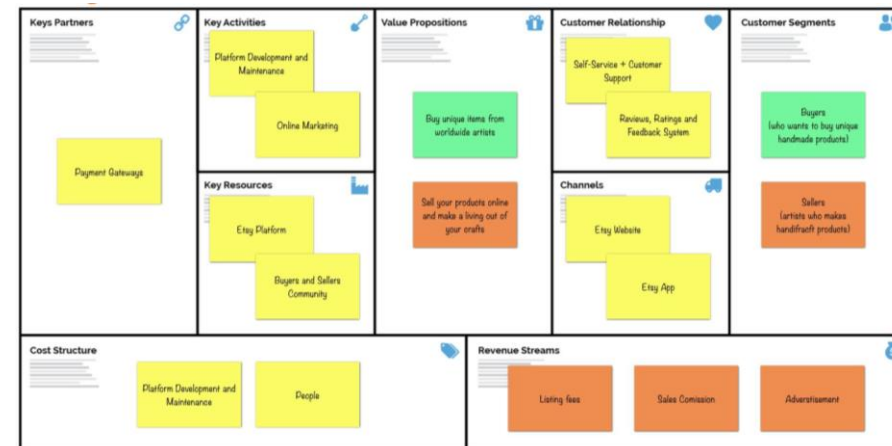 Keys Partners
Payment Gateways
Key Activities
Platform Development and
Maintenance
Online Marketing
Key Resources
Etsy Platform
Buyers and Sellers
Community
Value Propositions
Buy unique items from
worldwide artists
Sell your products online
and make a living out of
your crafts
Customer Relationship
Self-Service + Customer
Support
Reviews, Ratings and
Feedback System
Channels
Etsy Website
Etsy App
Customer Segments
Buyers
(who wants to buy unique
handmade products)
Sellers
(artists who makes
handifracft products)
Cost Structure
Platform Development and
Maintenance
People
Revenue Streams
Listing fees
Sales Comission
Adverstisement